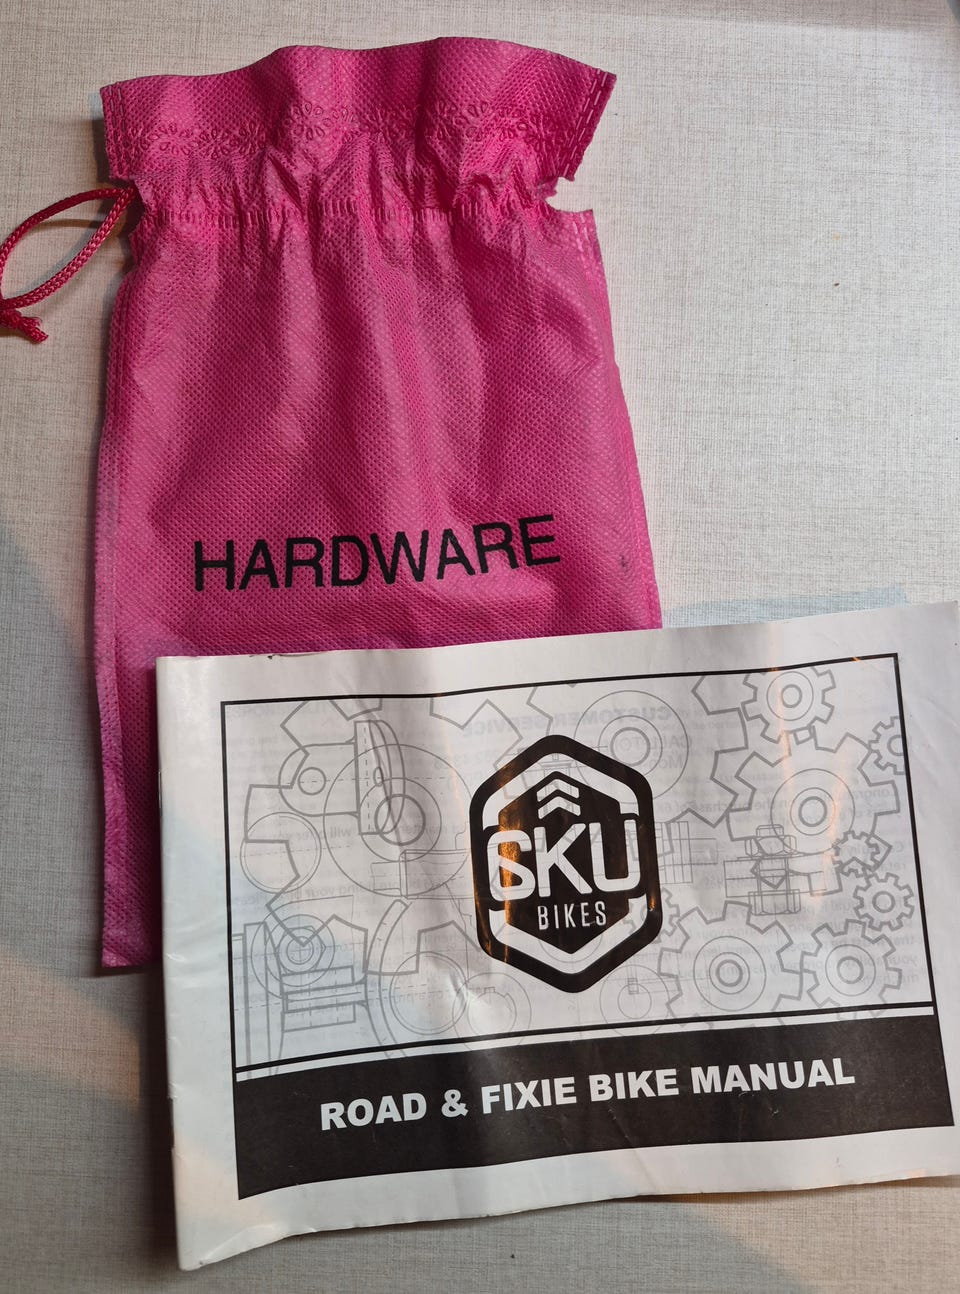 HARDWARE
SKU
BIKES
ROAD & FIXIE BIKE MANUAL